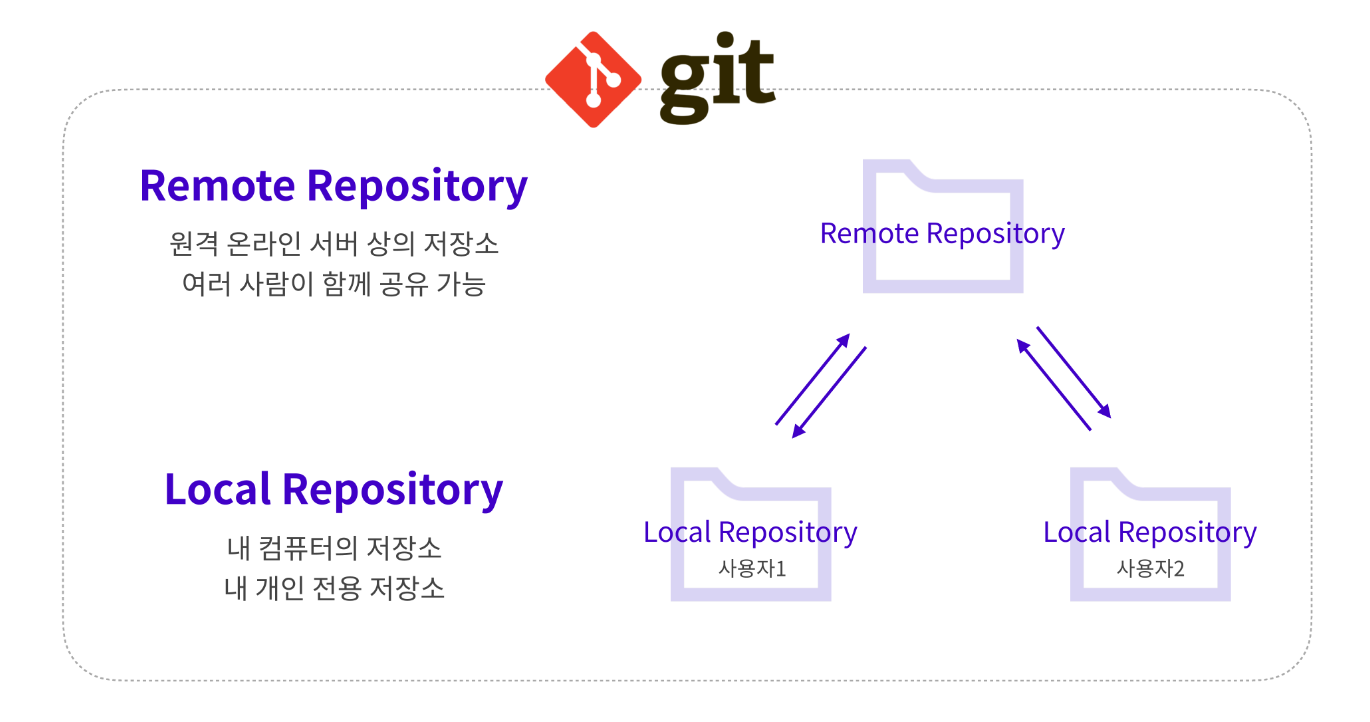 git
Remote Repository
원격 온라인 서버 상의 저장소
여러 사람이 함께 공유 가능
Remote Repository
Local Repository
내 컴퓨터의 저장소
내 개인 전용 저장소
Local Repository
사용자1
Local Repository
사용자2